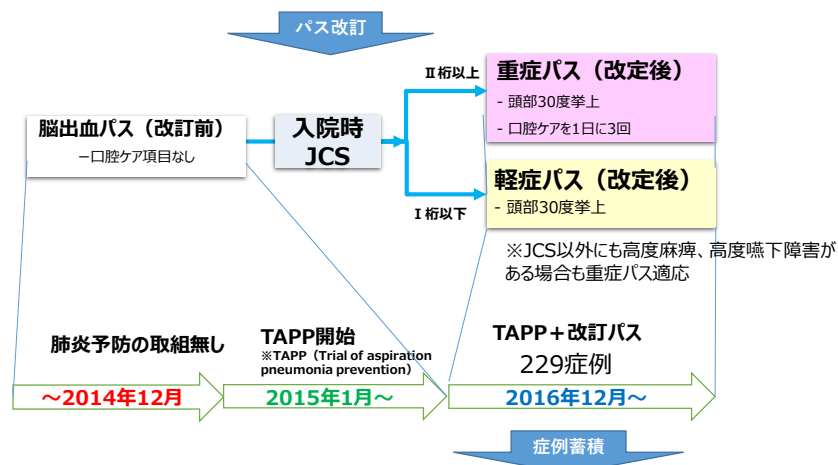 パス改訂
Ⅱ桁以上
重症パス（改定後）
- 頭部30度挙上
- 口腔ケアを1日に3回
脳出血パス（改訂前）
－口腔ケア項目なし
入院時
JCS
軽症パス（改定後）
- 頭部30度挙上
Ⅰ桁以下
※JCS以外にも高度麻痺、高度嚥下障害が
ある場合も重症パス適応
肺炎予防の取組無し
TAPP開始
※TAPP（Trial of aspiration
pneumonia prevention）
TAPP＋改訂パス
229症例
～2014年12月
2015年1月～
2016年12月～
症例蓄積